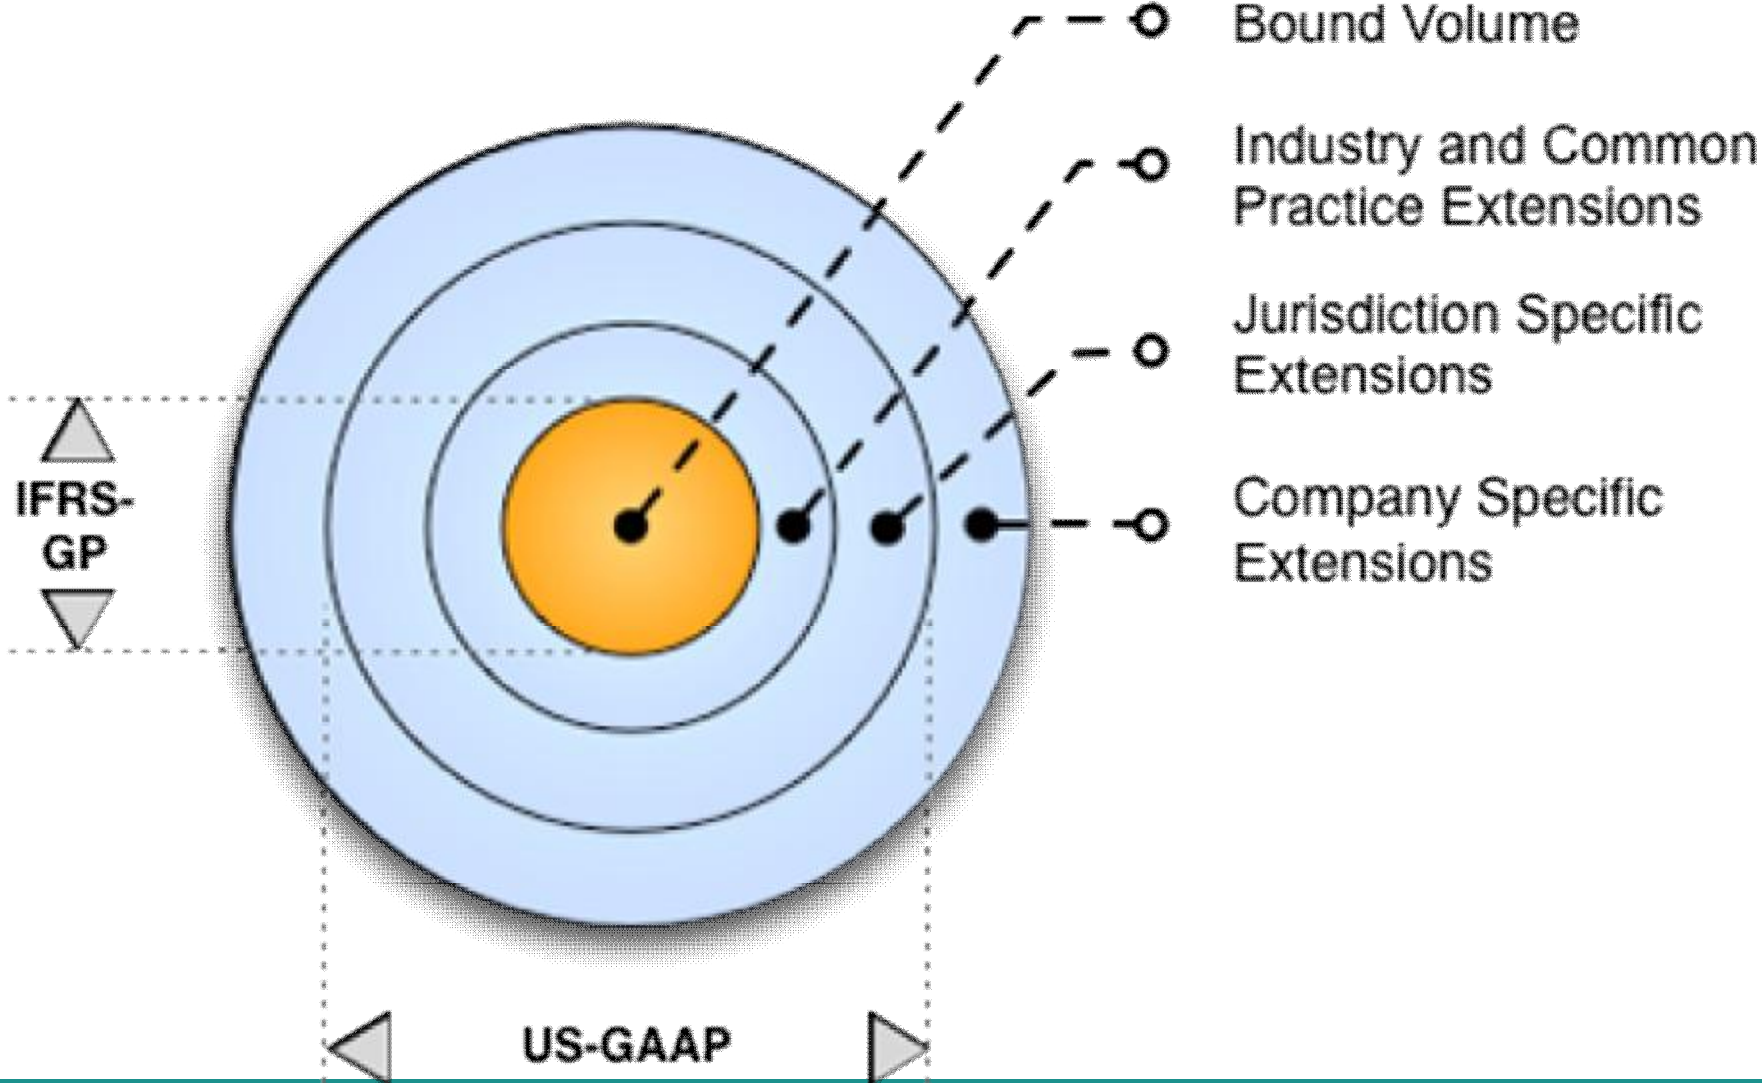 Bound Volume
Industry and Common
Practice Extensions
Jurisdiction Specific
Extensions
IFRS-
GP
Company Specific
Extensions
US-GAAP